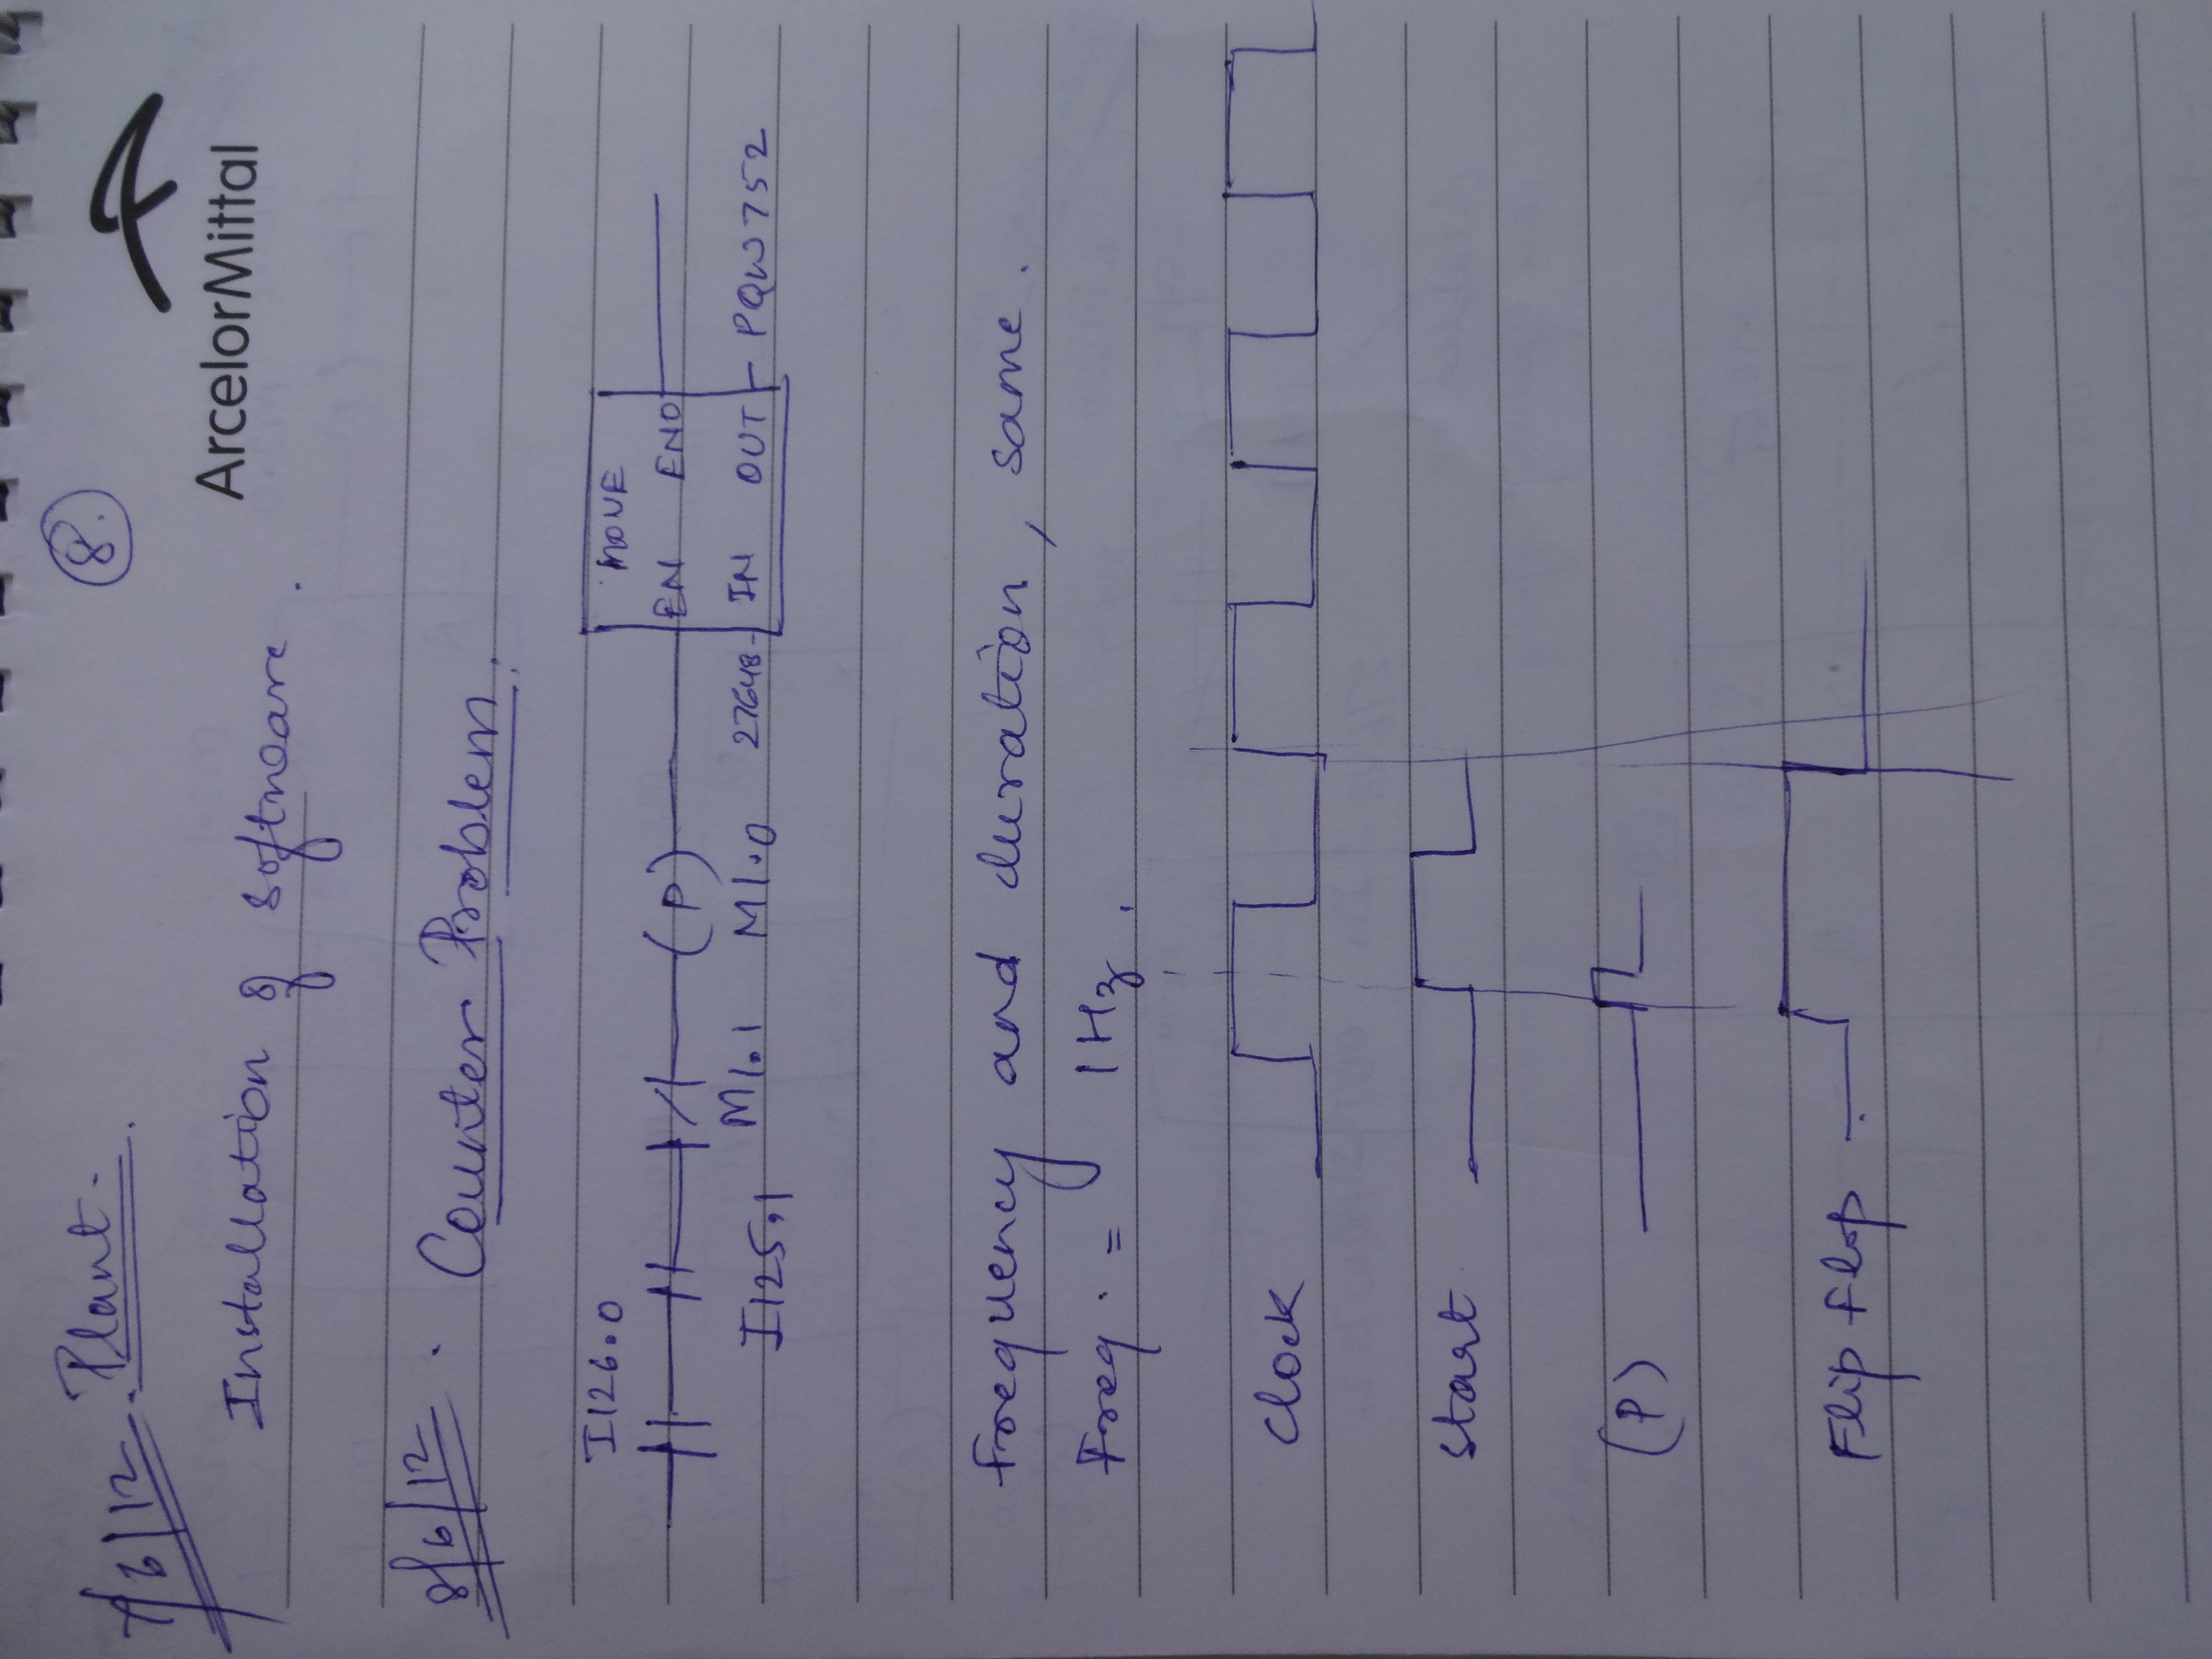 8.
ArcelorMittal
7/6/12. Plant.
Installation of software.
8/6/12. Counter Problem.
I126.0
MOVE
(P) EN ENO
I125.1 M1.1 M1.0 27648 IN OUT PQW752
frequency and duration, same.
Freq. = 1Hz.
Clock
Start
(P)
Flip flop